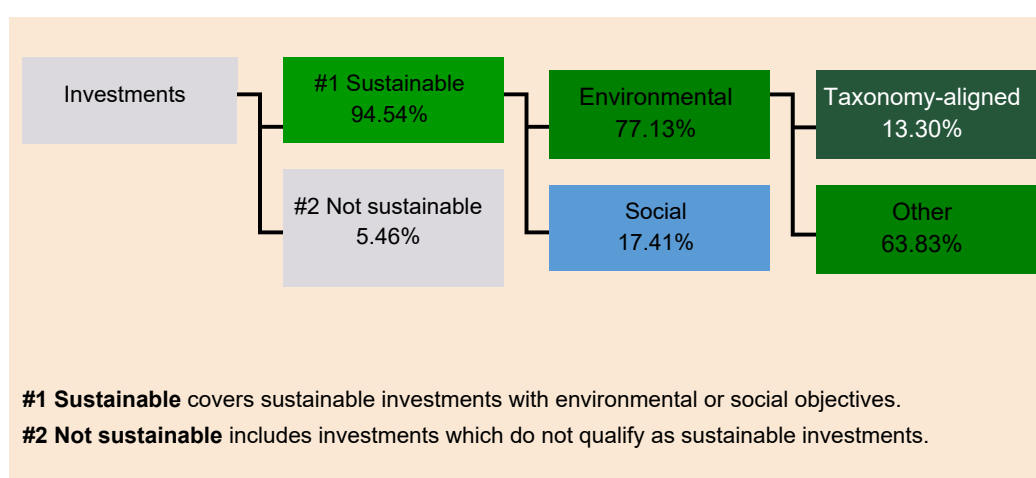 Investments
#1 Sustainable
94.54%
#2 Not sustainable
5.46%
Environmental
77.13%
Social
17.41%
Taxonomy-aligned
13.30%
Other
63.83%
#1 Sustainable covers sustainable investments with environmental or social objectives.
#2 Not sustainable includes investments which do not qualify as sustainable investments.